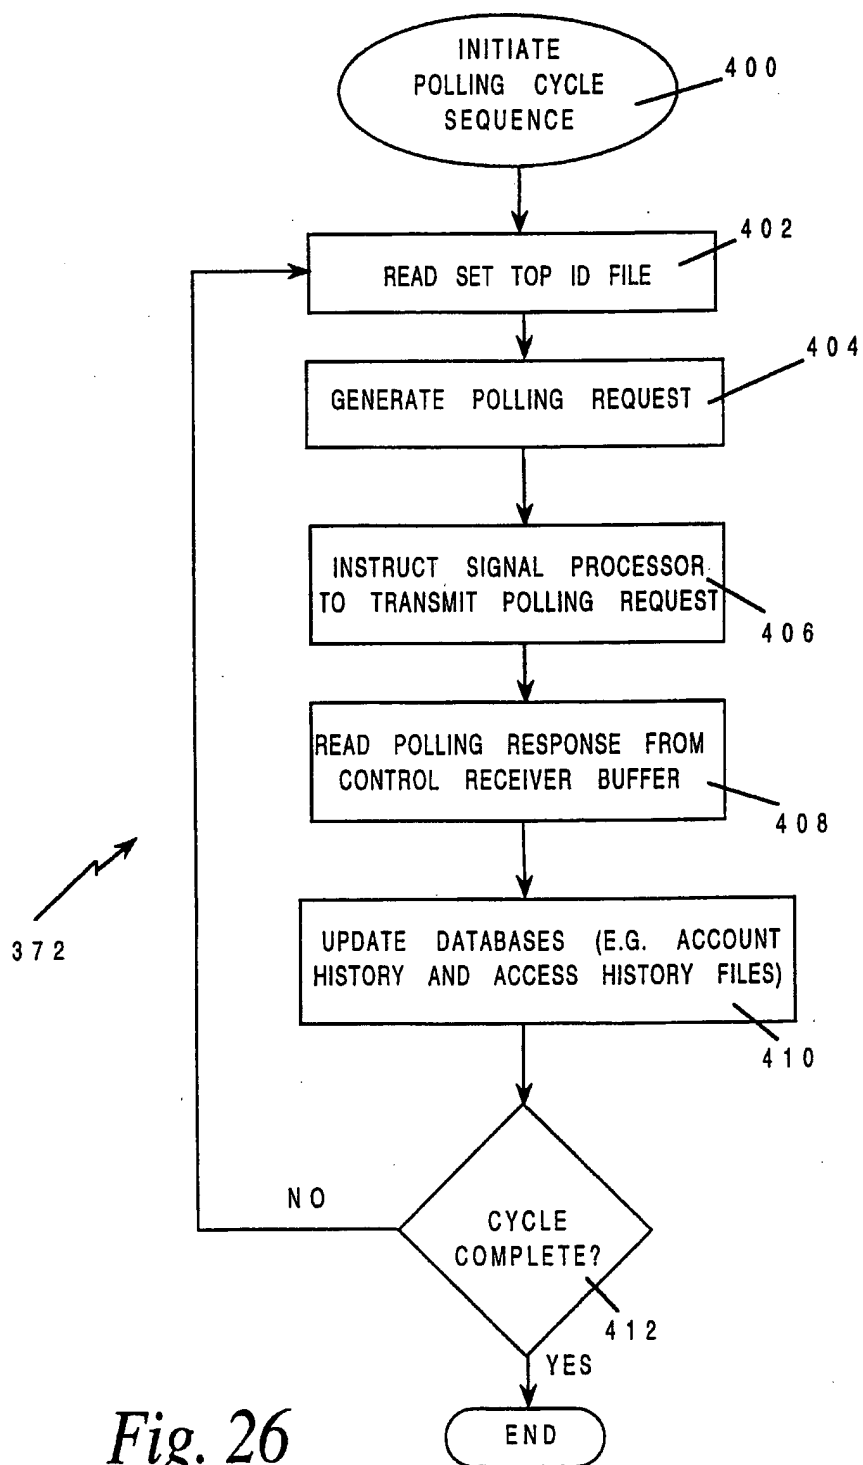 INITIATE
POLLING CYCLE
SEQUENCE
400
402
READ SET TOP ID FILE
404
GENERATE POLLING REQUEST
INSTRUCT SIGNAL PROCESSOR
TO TRANSMIT POLLING REQUEST
406
READ POLLING RESPONSE FROM
CONTROL RECEIVER BUFFER
408
372
UPDATE DATABASES (E.G. ACCOUNT
HISTORY AND ACCESS HISTORY FILES)
410
NO
CYCLE
COMPLETE?
412
YES
END
Fig. 26